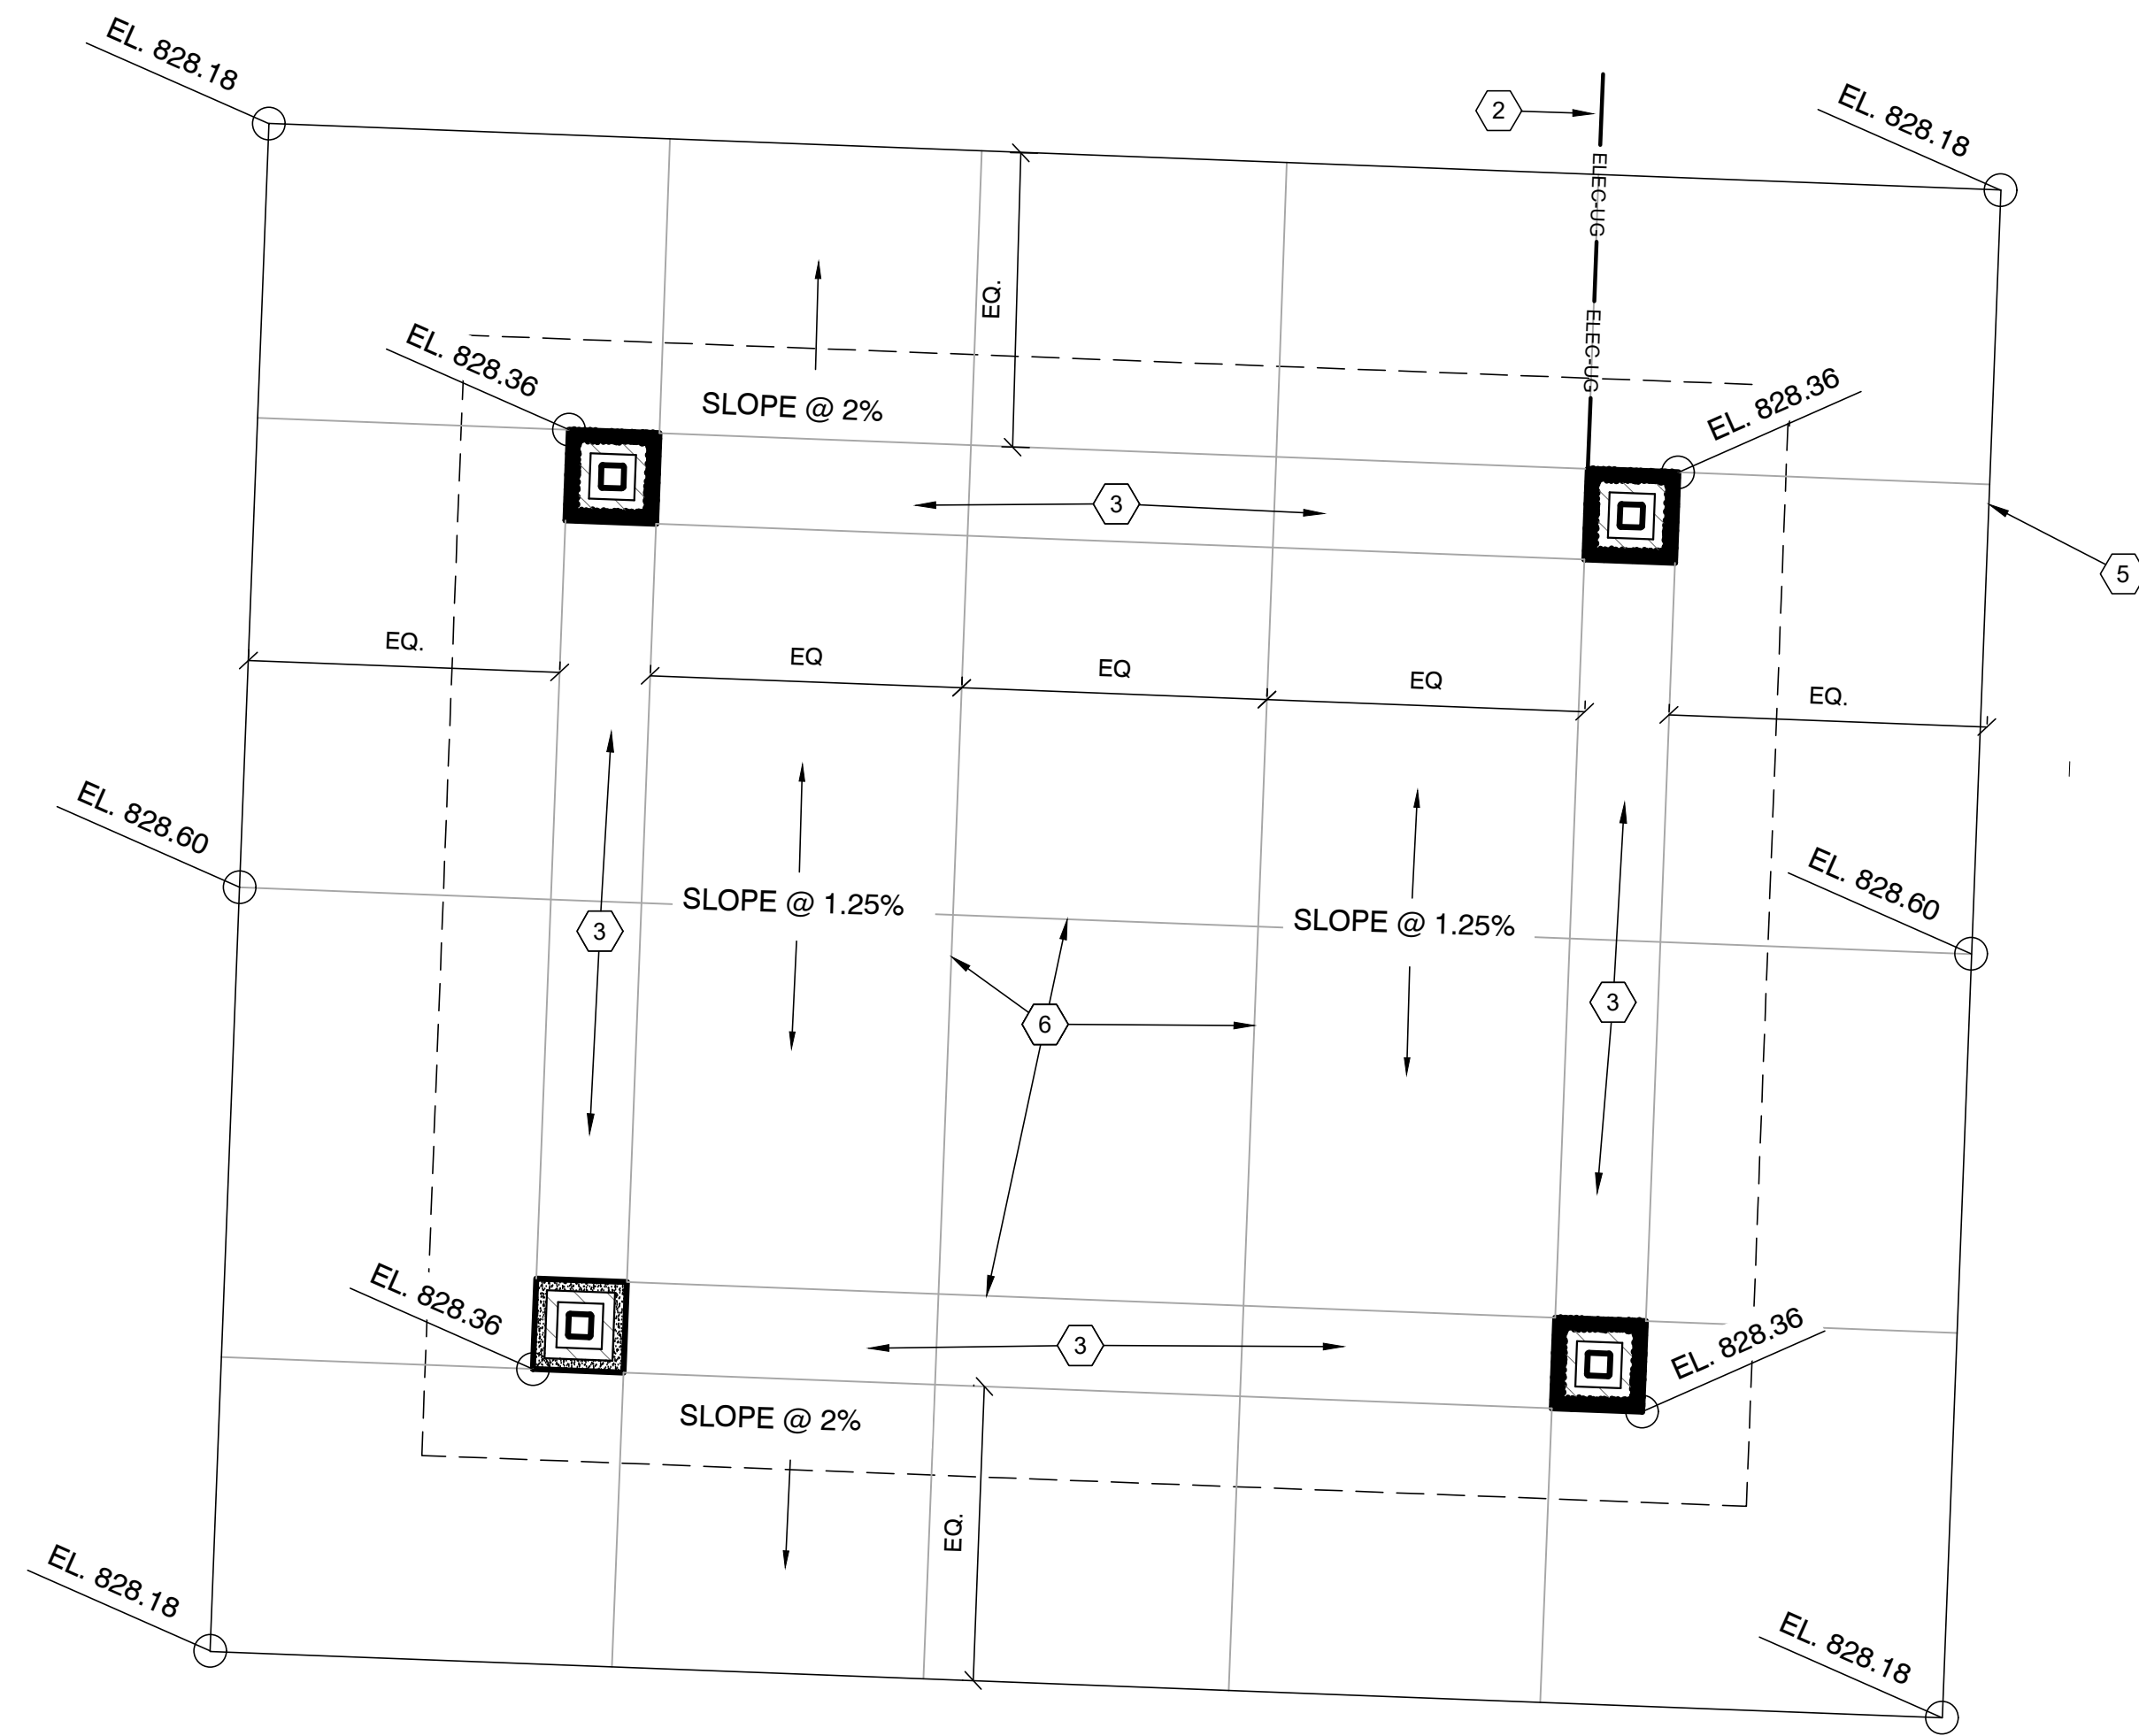 EL. 828.18
2
EL. 828.18
ELEC-UG
EQ.
ELEC-UG
EL. 828.36
SLOPE @ 2%
EL. 828.36
3
5
EQ.
EQ
EQ
EQ
EQ.
EL. 828.60
SLOPE @ 1.25%
SLOPE @ 1.25%
EL. 828.60
3
3
6
EL. 828.36
3
EL. 828.36
SLOPE @ 2%
EQ.
EL. 828.18
EL. 828.18